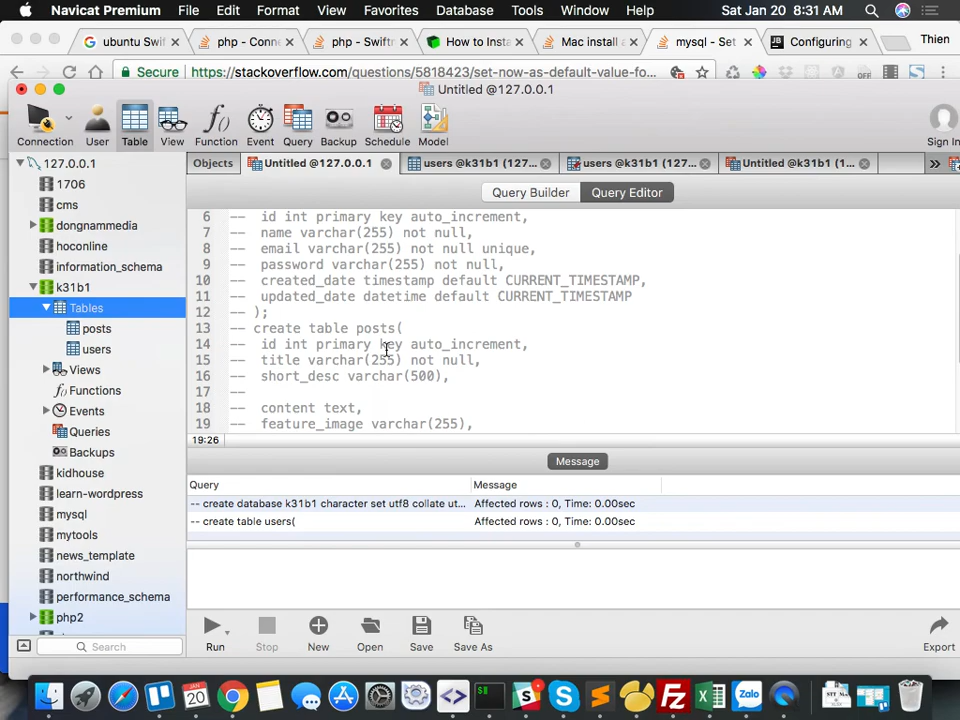 Navicat Premium File Edit Format View Favorites Database Tools Window Help Sat Jan 20 8:31 AM
ubuntu Swif
php - Conne
php - Swiftm
How to Insta
Mac install a
mysql - Set
Configuring
Thien
Secure https://stackoverflow.com/questions/5818423/set-now-as-default-value-fo...
Untitled @127.0.0.1
Connection
User
Table
View
Function
Event
Query
Backup
Schedule
Model
Sign In
127.0.0.1
Objects
Untitled @127.0.0.1
users @k31b1 (127...
users @k31b1 (127...
Untitled @k31b1 (1...
Query Builder
Query Editor
1706
cms
dongnammedia
hoconline
information_schema
k31b1
Tables
posts
users
Views
Functions
Events
Queries
Backups
kidhouse
learn-wordpress
mysql
mytools
news_template
northwind
performance_schema
php2
Search
6 -- id int primary key auto_increment,
7 -- name varchar(255) not null,
8 -- email varchar(255) not null unique,
9 -- password varchar(255) not null,
10 -- created_date timestamp default CURRENT_TIMESTAMP,
11 -- updated_date datetime default CURRENT_TIMESTAMP
12 -- );
13 -- create table posts(
14 -- id int primary key auto_increment,
15 -- title varchar(255) not null,
16 -- short_desc varchar(500),
17 --
18 content text,
19 feature_image varchar(255),
19:26
Message
Query Message
-- create database k31b1 character set utf8 collate ut... Affected rows : 0, Time: 0.00sec
-- create table users( Affected rows : 0, Time: 0.00sec
Run
Stop
New
Open
Save
Save As
Export
JAN
20
Zalo